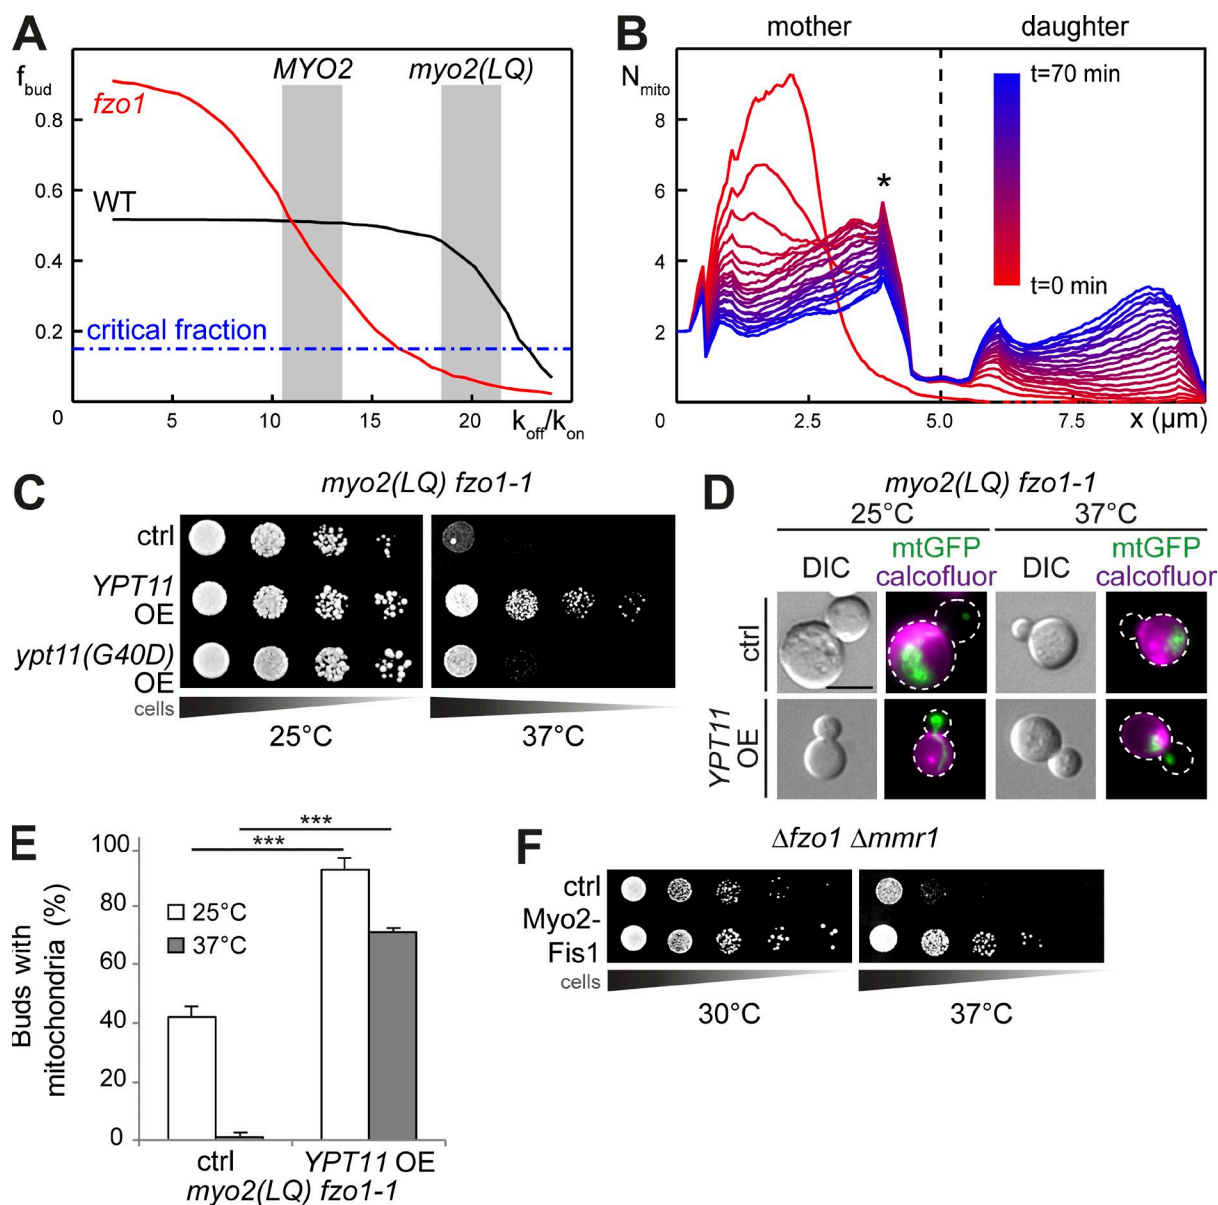 A
f bud
0.8
0.6
0.4
0.2
0
5
10
15
20
k off/k on
fzo1
WT
MYO2
myo2(LQ)
critical fraction
B
mother
daughter
N mito
8
6
4
2
0
2.5
5.0
7.5
x (µm)
*
t=70 min
t=0 min
C
myo2(LQ) fzo1-1
ctrl
YPT11
OE
ypt11(G40D)
OE
cells
25°C
37°C
D
myo2(LQ) fzo1-1
25°C
37°C
DIC
mtGFP
calcofluor
DIC
mtGFP
calcofluor
ctrl
YPT11
OE
E
Buds with
mitochondria (%)
100
80
60
40
20
0
***
***
25°C
37°C
ctrl
YPT11 OE
myo2(LQ) fzo1-1
F
Δfzo1 Δmmr1
ctrl
Myo2-
Fis1
cells
30°C
37°C